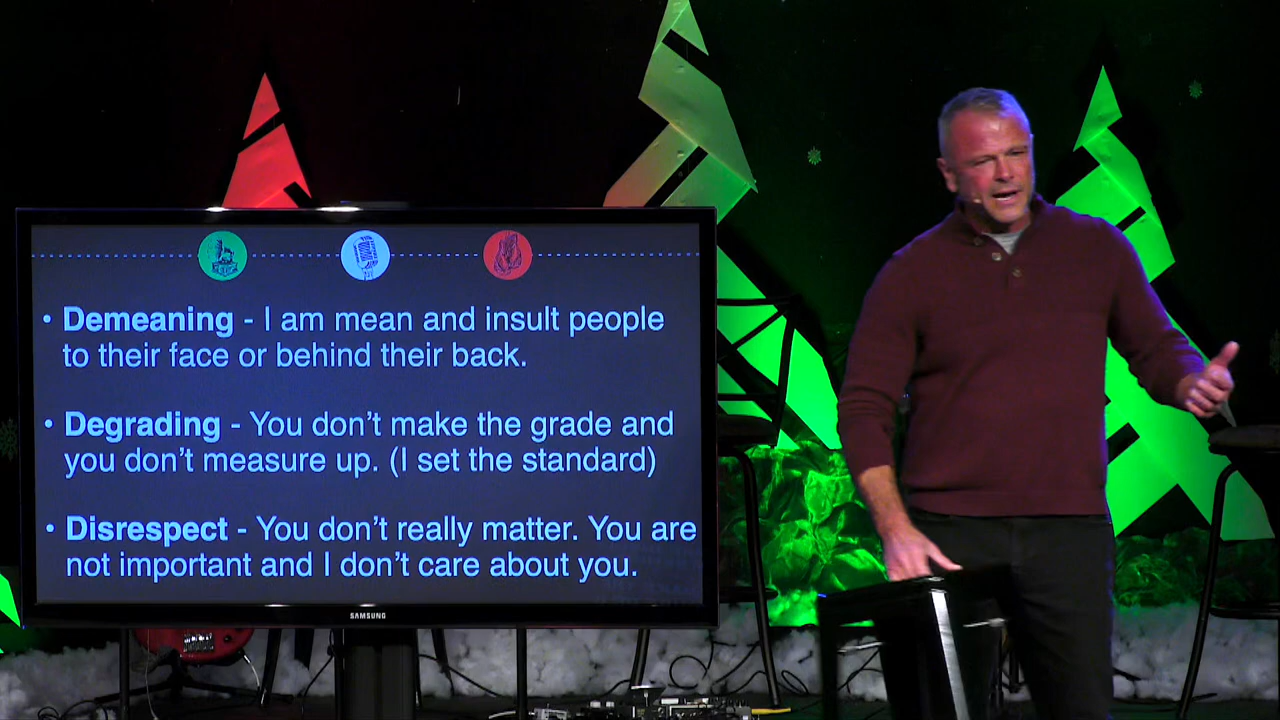 • Demeaning - I am mean and insult people
to their face or behind their back.
• Degrading - You don't make the grade and
you don't measure up. (I set the standard)
• Disrespect - You don't really matter. You are
not important and I don't care about you.
SAMSUNG